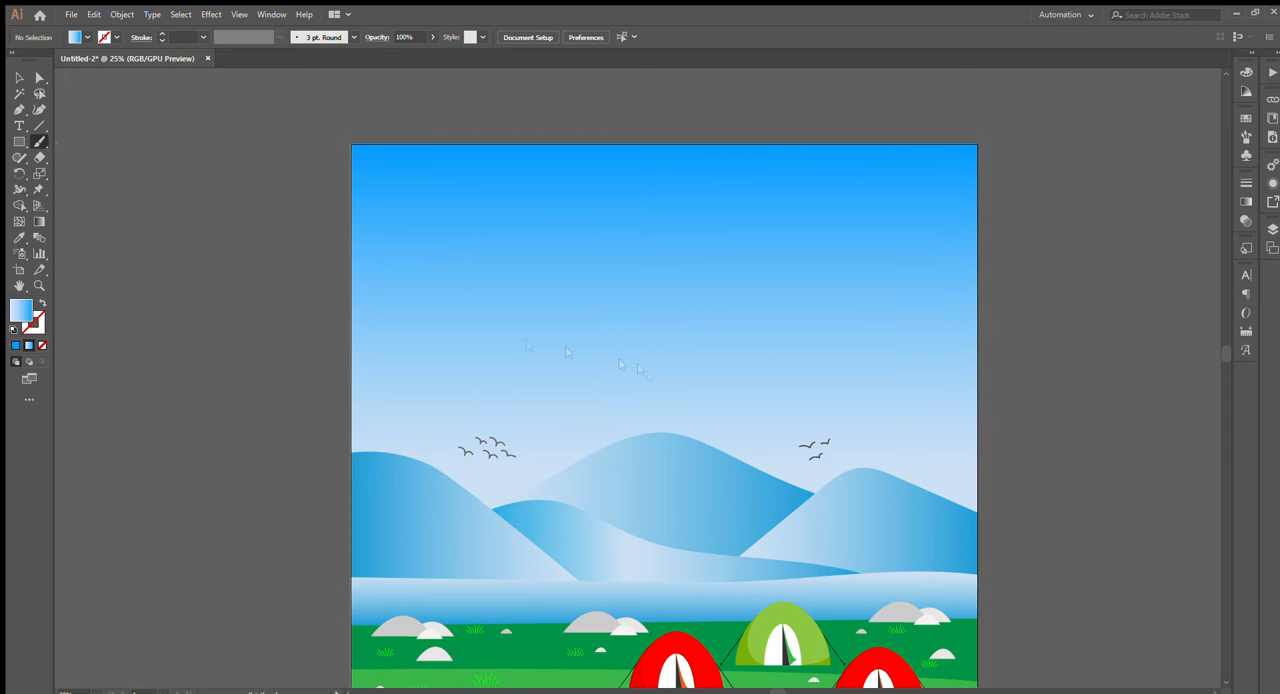 Ai File Edit Object Type Select Effect View Window Help Automation Search Adobe Stock
No Selection Stroke: 3 pt. Round Opacity: 100% Style: Document Setup Preferences
Untitled-2* @ 25% (RGB/GPU Preview)